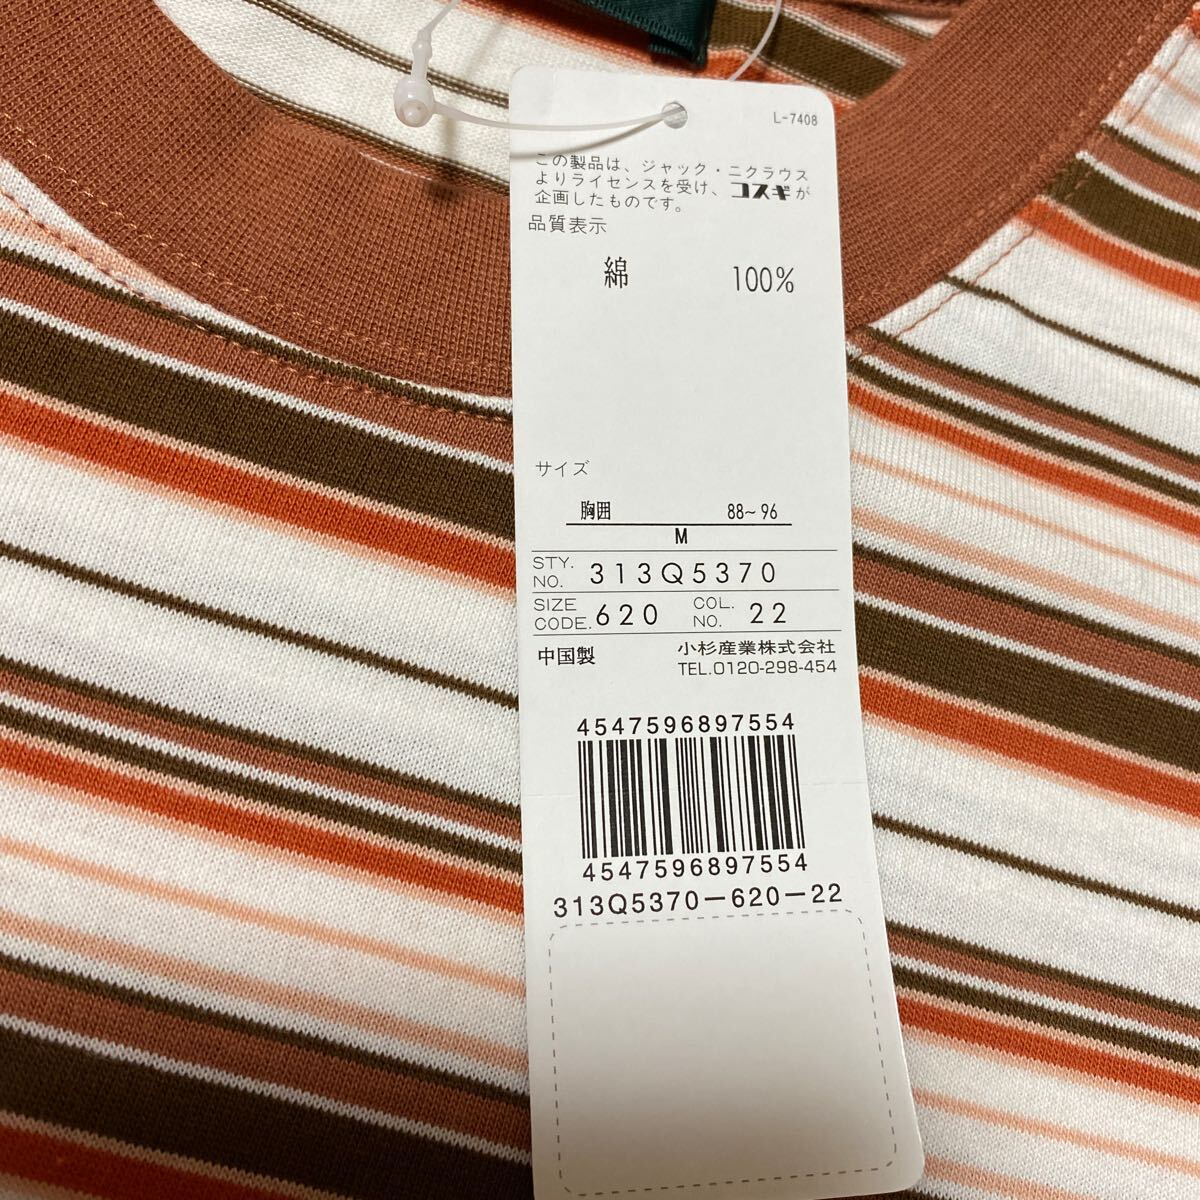 L-7408
この製品は、ジャック・ニクラウス
よりライセンスを受け、コスギが
企画したものです。
品質表示
綿 100%
サイズ
胸囲 88~96
M
STY. NO. 313Q5370
SIZE CODE. 620 COL. NO. 22
中国製 小杉産業株式会社
TEL.0120-298-454
4547596897554
4547596897554
313Q5370-620-22